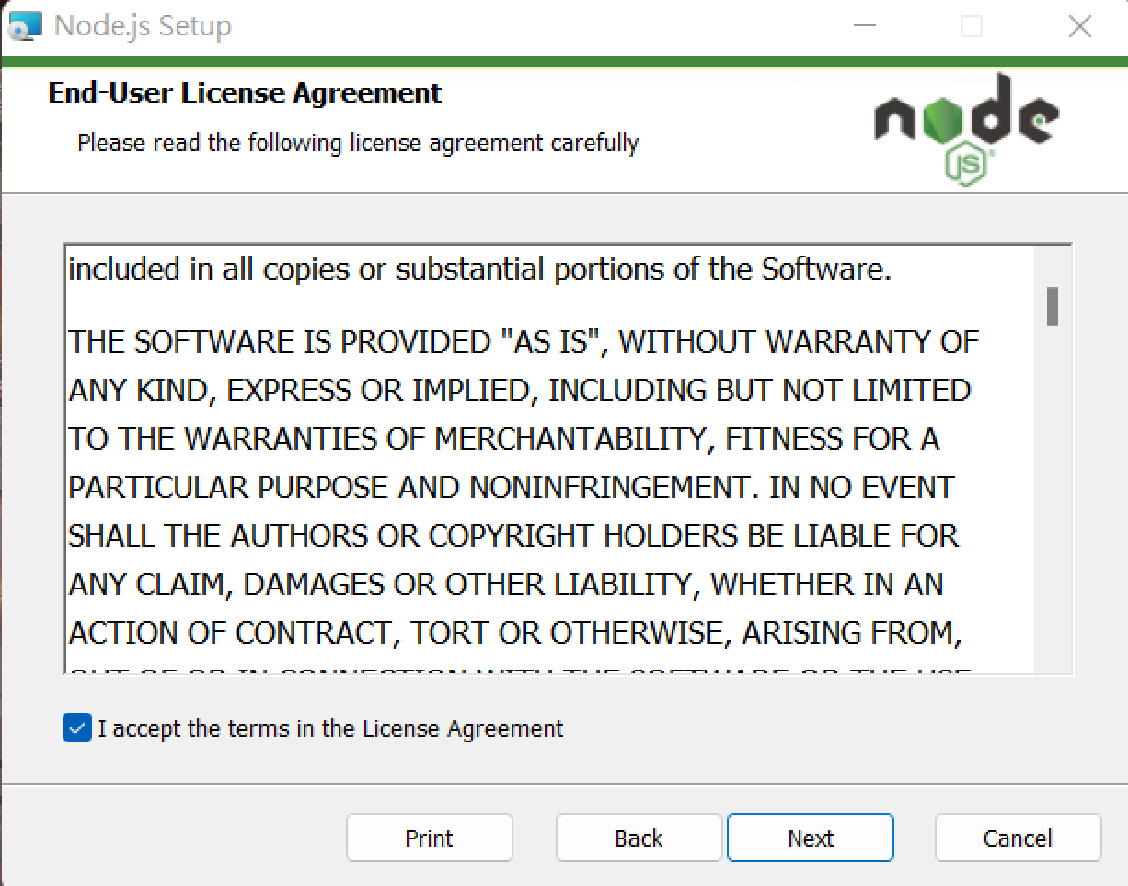 Node.js Setup
End-User License Agreement
Please read the following license agreement carefully
node
JS
included in all copies or substantial portions of the Software.
THE SOFTWARE IS PROVIDED "AS IS", WITHOUT WARRANTY OF
ANY KIND, EXPRESS OR IMPLIED, INCLUDING BUT NOT LIMITED
TO THE WARRANTIES OF MERCHANTABILITY, FITNESS FOR A
PARTICULAR PURPOSE AND NONINFRINGEMENT. IN NO EVENT
SHALL THE AUTHORS OR COPYRIGHT HOLDERS BE LIABLE FOR
ANY CLAIM, DAMAGES OR OTHER LIABILITY, WHETHER IN AN
ACTION OF CONTRACT, TORT OR OTHERWISE, ARISING FROM,
I accept the terms in the License Agreement
Print
Back
Next
Cancel